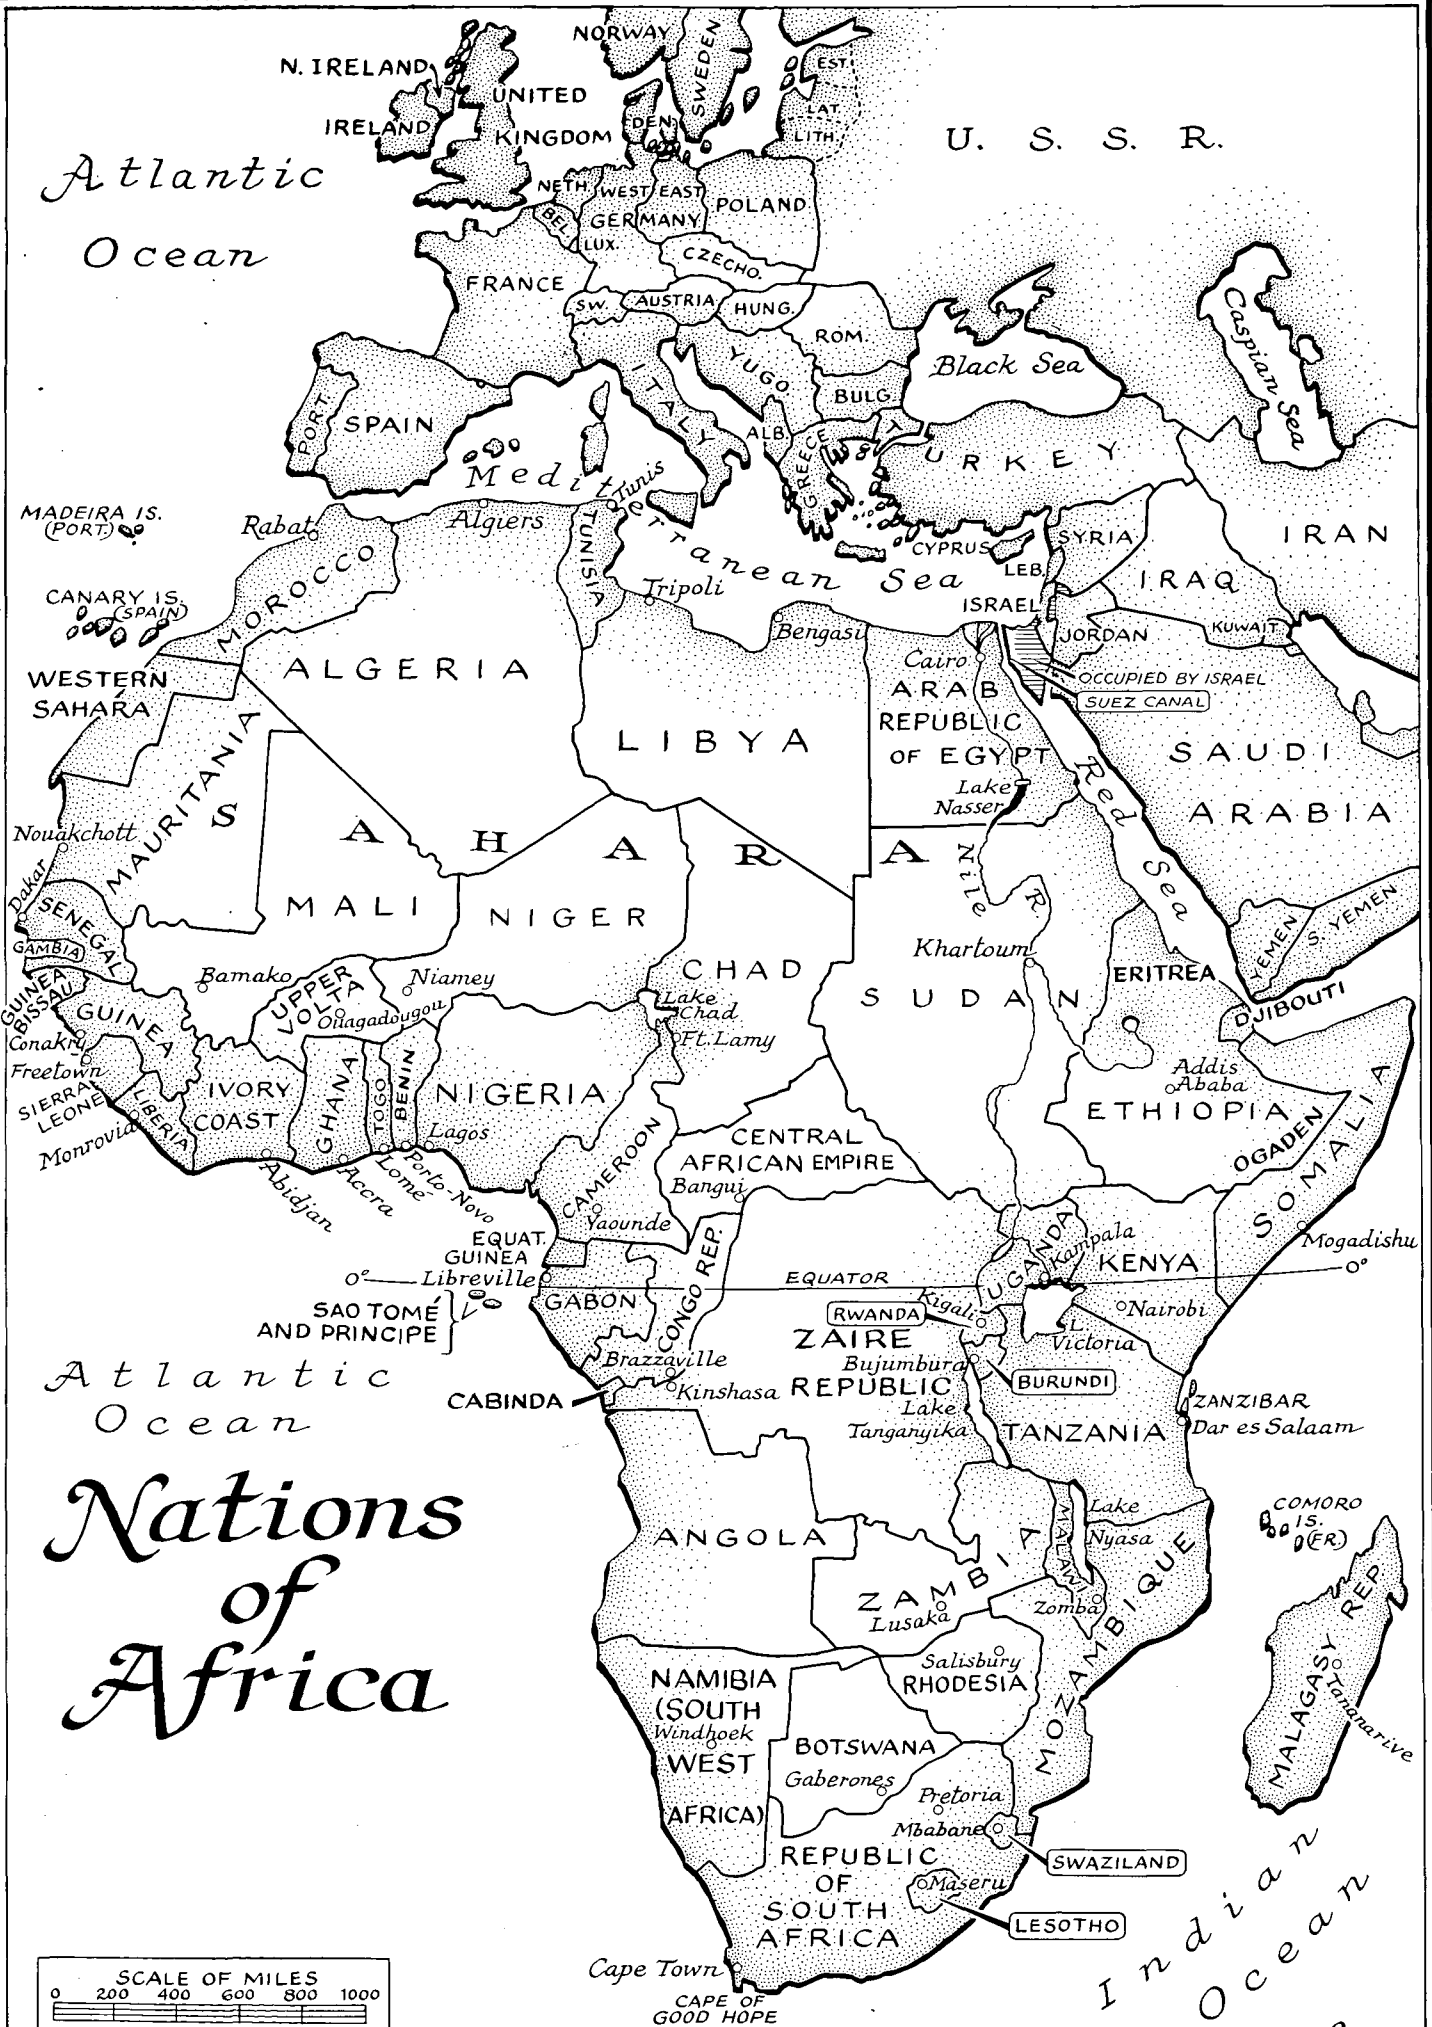 NORWAY
SWEDEN
N. IRELAND
IRELAND
UNITED
KINGDOM
DEN.
EST.
LAT.
LITH.
U. S. S. R.
Atlantic
Ocean
NETH.
BEL.
LUX.
WEST EAST
GERMANY
POLAND
CZECHO.
FRANCE
SW.
AUSTRIA
HUNG.
ROM.
YUGO.
BULG.
ITALY
ALB.
GREECE
TURKEY
Black Sea
Caspian Sea
PORT.
SPAIN
Mediterranean Sea
CYPRUS
SYRIA
LEB.
ISRAEL
JORDAN
IRAQ
IRAN
KUWAIT
OCCUPIED BY ISRAEL
SUEZ CANAL
SAUDI
ARABIA
Red Sea
YEMEN
S. YEMEN
MADEIRA IS.
(PORT.)
CANARY IS.
(SPAIN)
Rabat
MOROCCO
Algiers
Tunis
TUNISIA
Tripoli
Bengasi
ALGERIA
LIBYA
Cairo
ARAB
REPUBLIC
OF EGYPT
Lake
Nasser
WESTERN
SAHARA
MAURITANIA
SAHARA
Nouakchott
MALI
NIGER
CHAD
Nile R.
Khartoum
SUDAN
ERITREA
DJIBOUTI
Dakar
SENEGAL
GAMBIA
GUINEA
BISSAU
GUINEA
Conakry
Freetown
SIERRA
LEONE
Monrovia
LIBERIA
Bamako
UPPER
VOLTA
Ouagadougou
Niamey
IVORY
COAST
Abidjan
GHANA
Accra
TOGO
Lomé
BENIN
Porto-Novo
NIGERIA
Lagos
Lake
Chad
Ft. Lamy
CAMEROON
Yaounde
CENTRAL
AFRICAN EMPIRE
Bangui
Addis
Ababa
ETHIOPIA
OGADEN
SOMALIA
Mogadishu
EQUAT.
GUINEA
0°
Libreville
EQUATOR
0°
SAO TOMÉ
AND PRINCIPE
GABON
CONGO REP.
Brazzaville
Kinshasa
CABINDA
UGANDA
Kampala
KENYA
Nairobi
L.
Victoria
Kigali
RWANDA
ZAIRE
REPUBLIC
Bujumbura
BURUNDI
Lake
Tanganyika
TANZANIA
ZANZIBAR
Dar es Salaam
Atlantic
Ocean
Nations
of
Africa
ANGOLA
ZAMBIA
Lusaka
MALAWI
Lake
Nyasa
Zomba
MOZAMBIQUE
COMORO
IS.
(FR.)
MALAGASY REP.
Tananarive
NAMIBIA
(SOUTH
Windhoek
WEST
AFRICA)
Salisbury
RHODESIA
BOTSWANA
Gaberones
Pretoria
Mbabane
SWAZILAND
REPUBLIC
OF
SOUTH
AFRICA
Maseru
LESOTHO
Cape Town
CAPE OF
GOOD HOPE
Indian
Ocean
SCALE OF MILES
0 200 400 600 800 1000